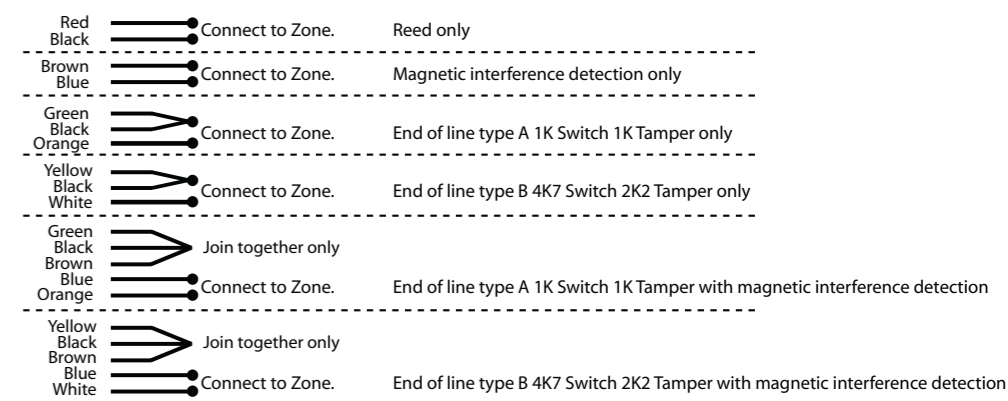 Red
Black
Connect to Zone. Reed only
Brown
Blue
Connect to Zone. Magnetic interference detection only
Green
Black
Orange
Connect to Zone. End of line type A 1K Switch 1K Tamper only
Yellow
Black
White
Connect to Zone. End of line type B 4K7 Switch 2K2 Tamper only
Green
Black
Brown
Join together only
Blue
Orange
Connect to Zone. End of line type A 1K Switch 1K Tamper with magnetic interference detection
Yellow
Black
Brown
Join together only
Blue
White
Connect to Zone. End of line type B 4K7 Switch 2K2 Tamper with magnetic interference detection